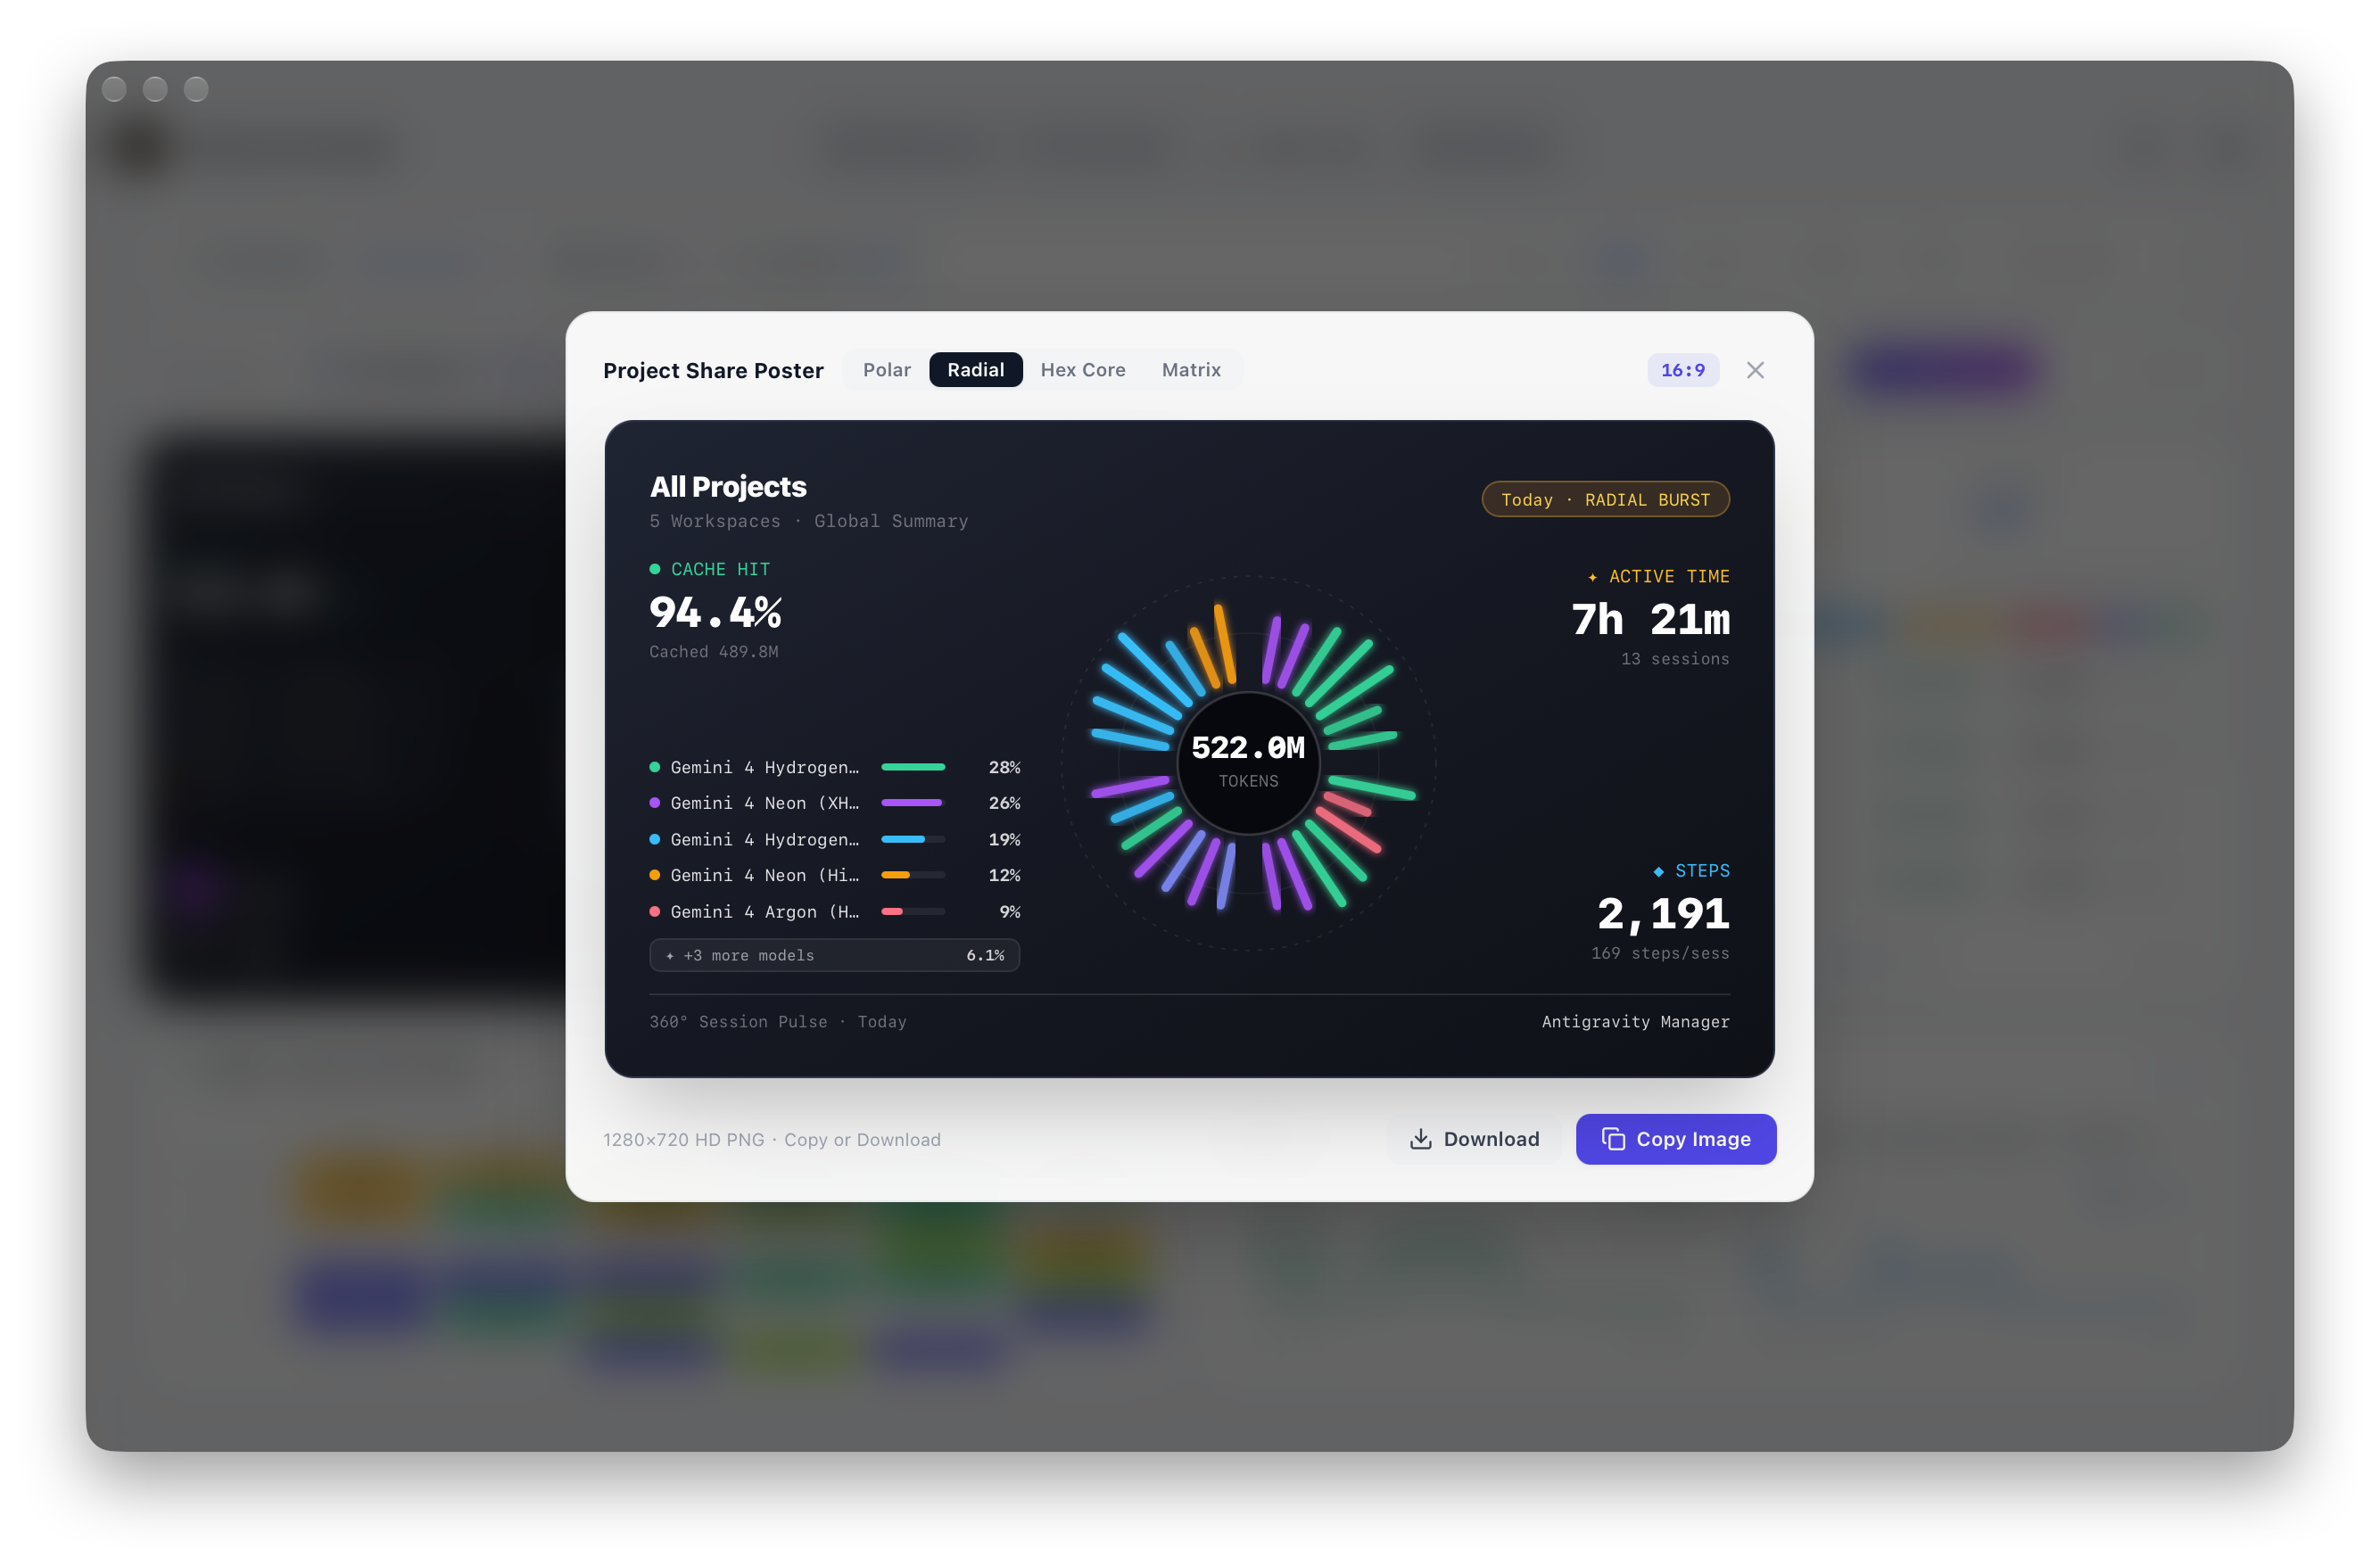 Project Share Poster
Polar
Radial
Hex Core
Matrix
16:9
All Projects
5 Workspaces · Global Summary
Today · RADIAL BURST
CACHE HIT
94.4%
Cached 489.8M
✦ ACTIVE TIME
7h 21m
13 sessions
522.0M
TOKENS
Gemini 4 Hydrogen… 28%
Gemini 4 Neon (XH… 26%
Gemini 4 Hydrogen… 19%
Gemini 4 Neon (Hi… 12%
Gemini 4 Argon (H… 9%
✦ +3 more models 6.1%
◆ STEPS
2,191
169 steps/sess
360° Session Pulse · Today
Antigravity Manager
1280×720 HD PNG · Copy or Download
Download
Copy Image